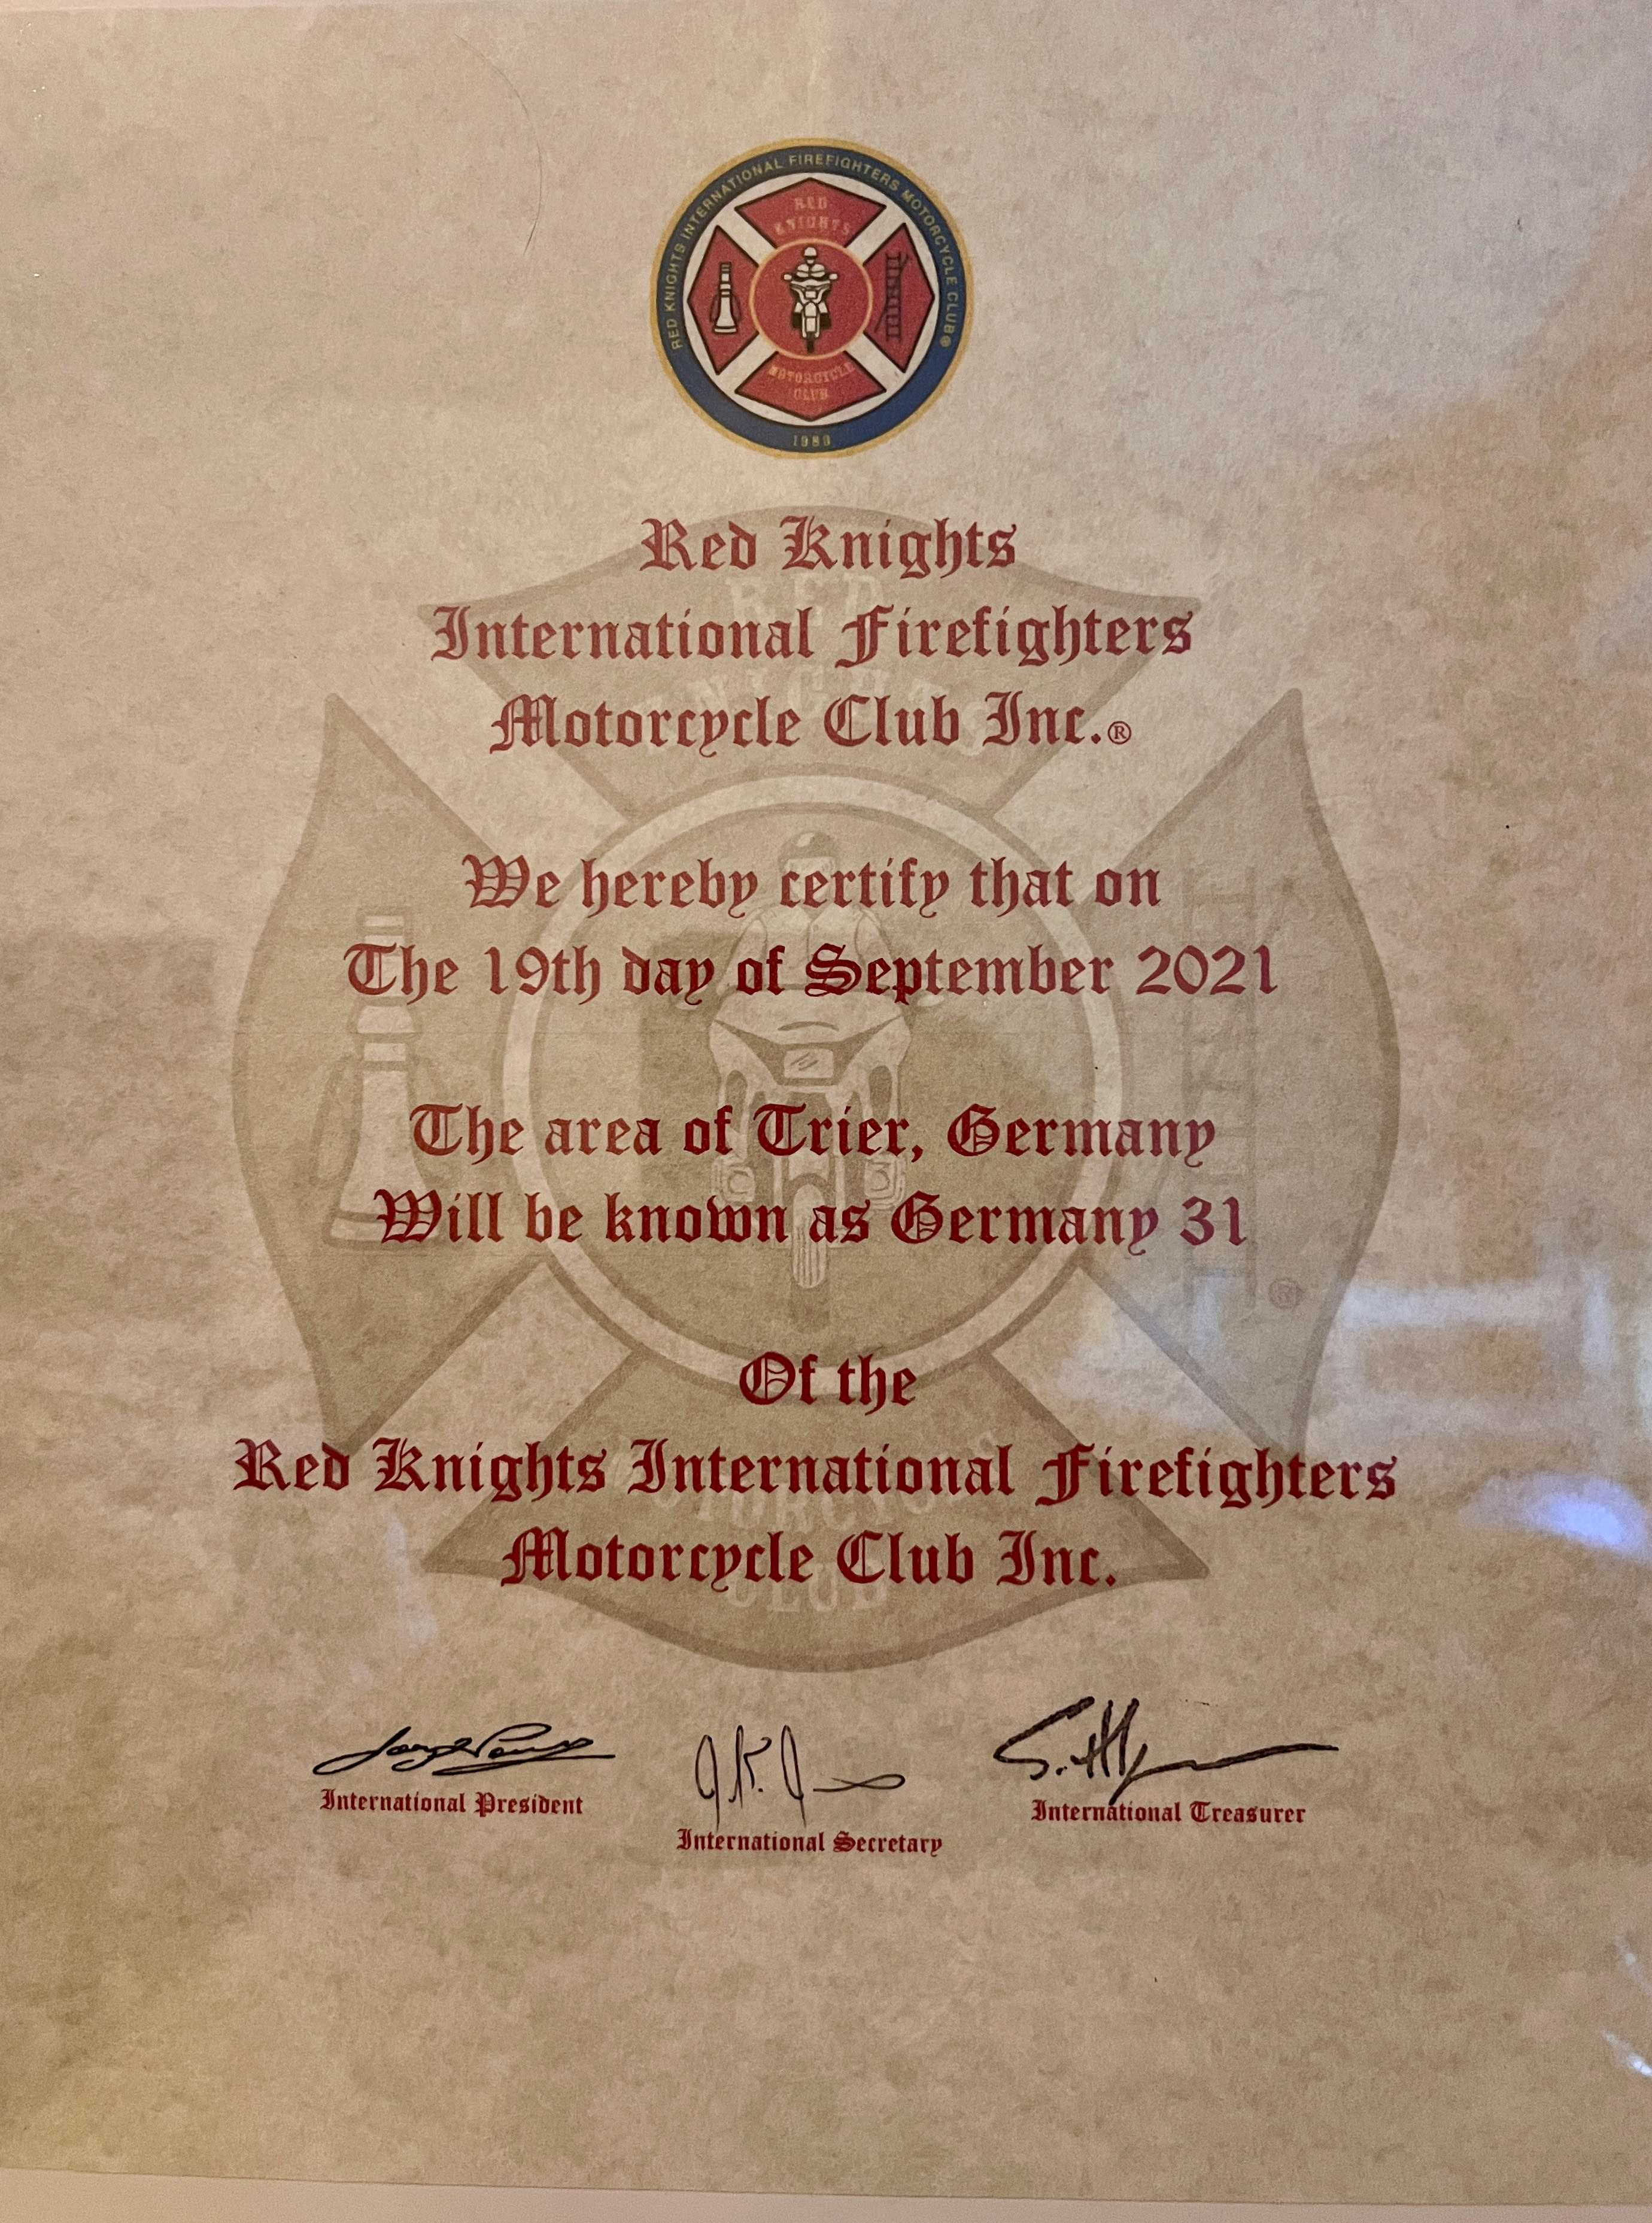 RED KNIGHTS INTERNATIONAL FIREFIGHTERS MOTORCYCLE CLUB®
RED
KNIGHTS
MOTORCYCLE
CLUB
Red Knights
International Firefighters
Motorcycle Club Inc.®
We hereby certify that on
The 19th day of September 2021
The area of Trier, Germany
Will be known as Germany 31
®
Of the
Red Knights International Firefighters
Motorcycle Club Inc.
International President
International Secretary
International Treasurer